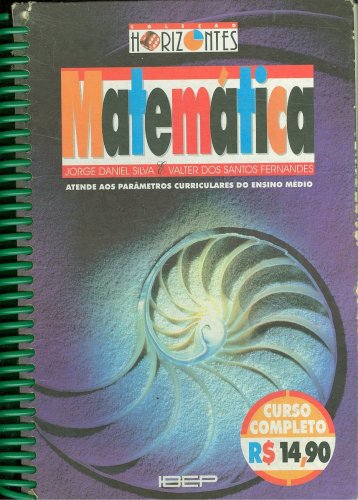 COLEÇÃO
HORIZONTES
Matemática
JORGE DANIEL SILVA E VALTER DOS SANTOS FERNANDES
ATENDE AOS PARÂMETROS CURRICULARES DO ENSINO MÉDIO
CURSO
COMPLETO
R$ 14,90
IBEP